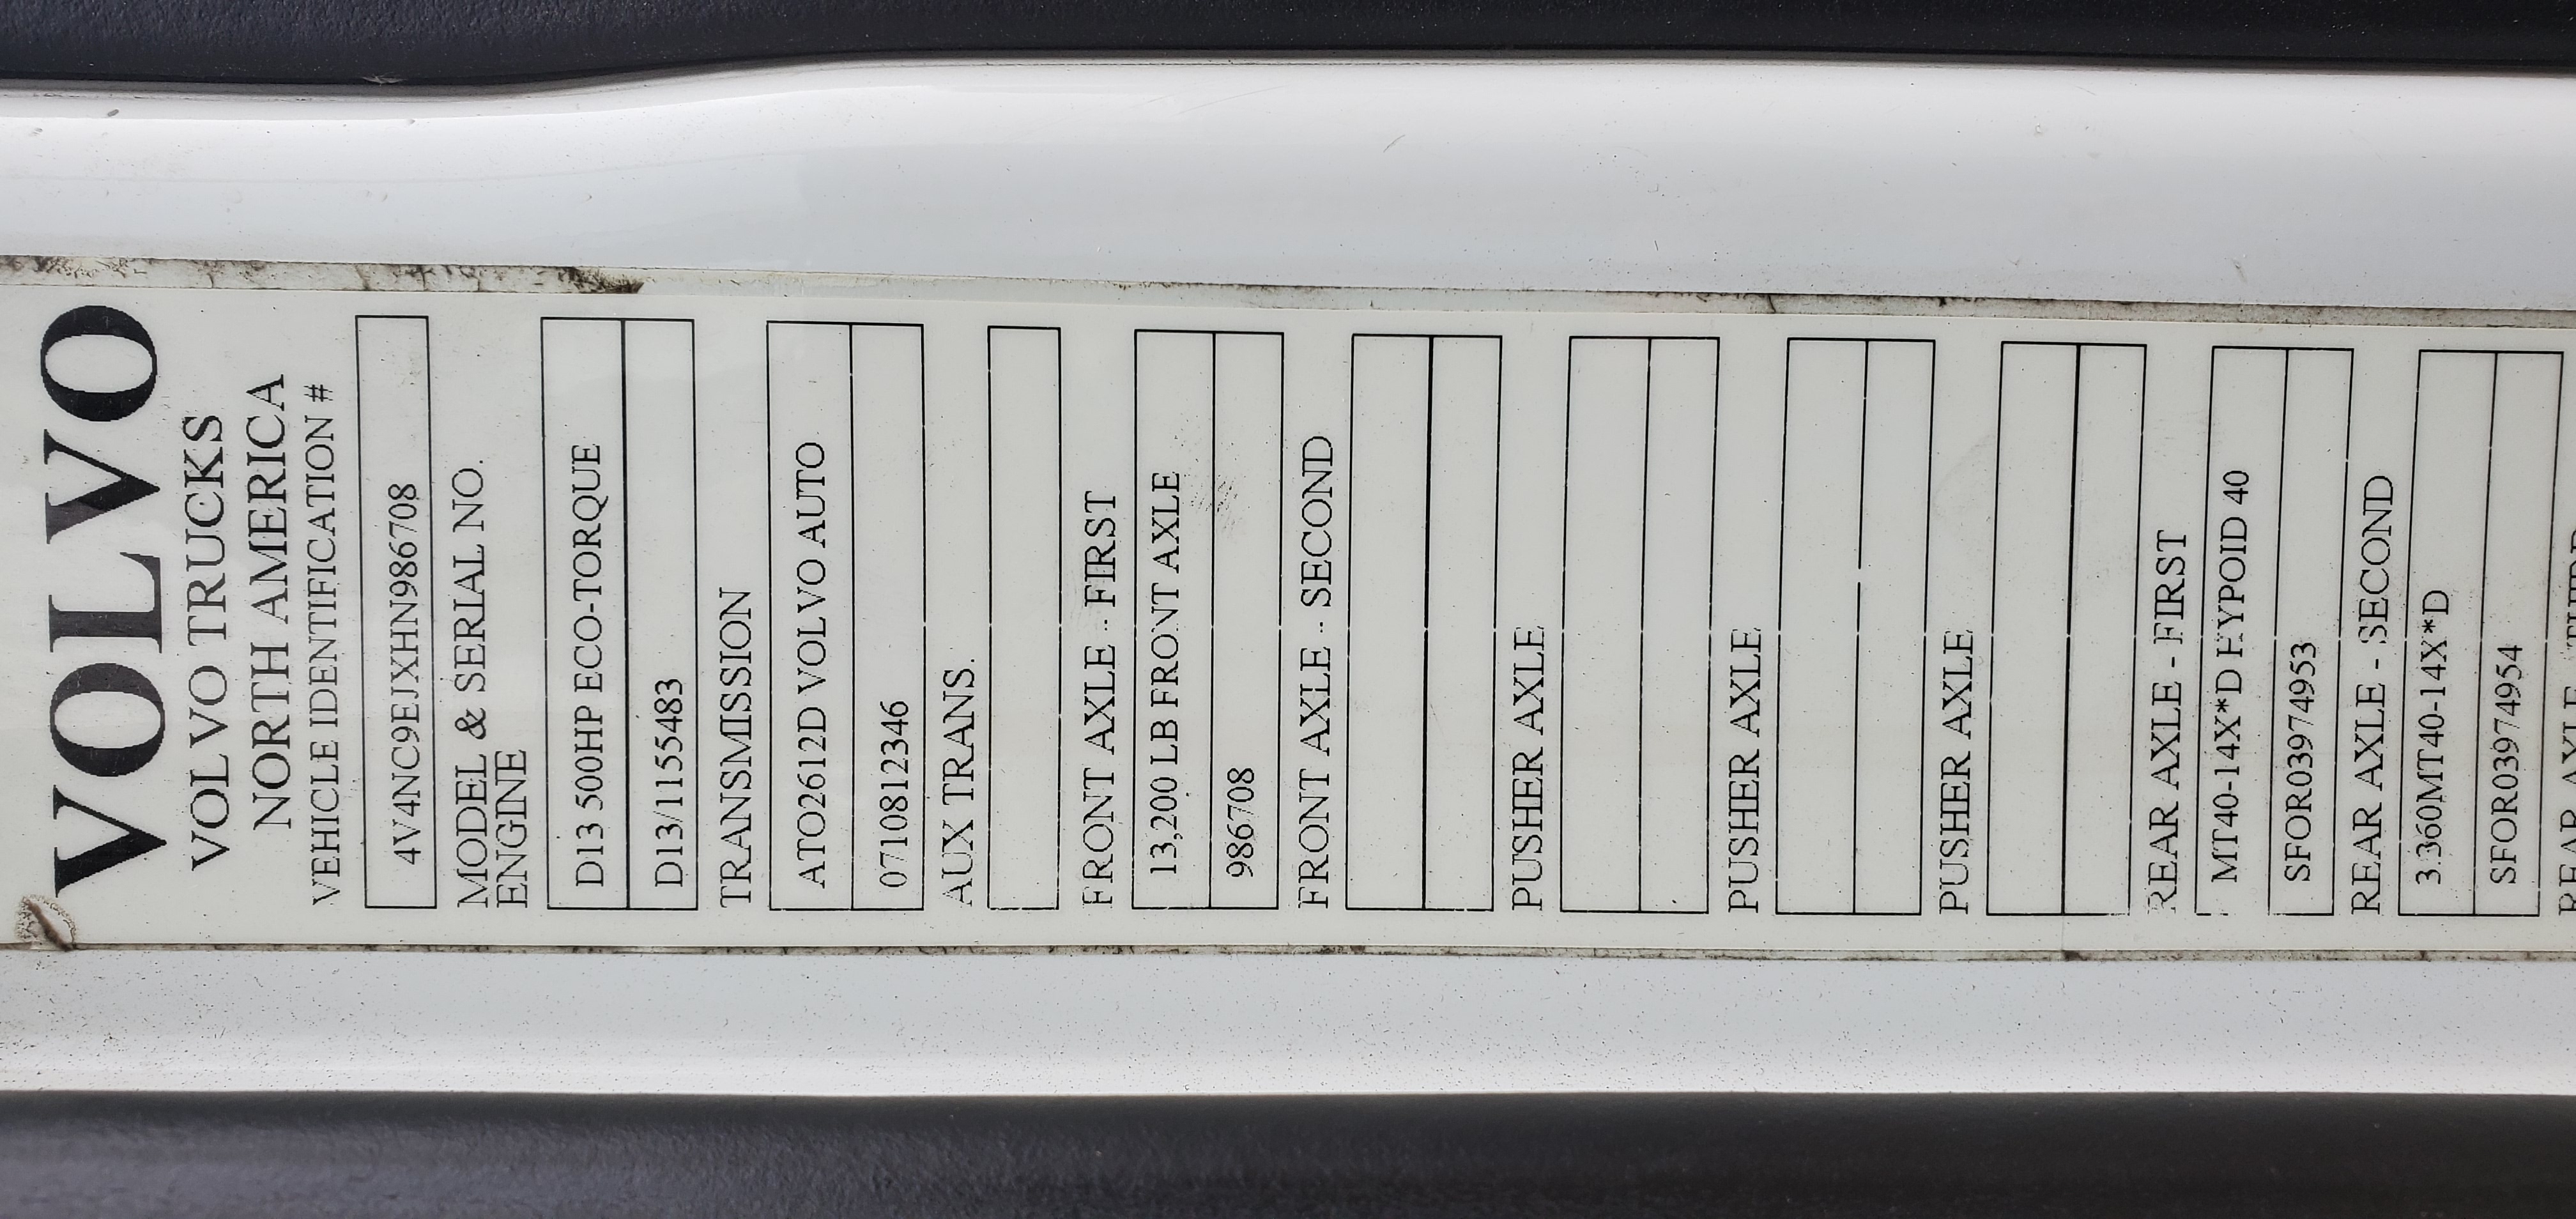 VOLVO
VOLVO TRUCKS
NORTH AMERICA
VEHICLE IDENTIFICATION #
4V4NC9EJXHN986708
MODEL & SERIAL NO.
ENGINE
D13 500HP ECO-TORQUE
D13/1155483
TRANSMISSION
ATO2612D VOLVO AUTO
0710812346
AUX TRANS.
FRONT AXLE - FIRST
13,200 LB FRONT AXLE
986708
FRONT AXLE - SECOND
PUSHER AXLE
PUSHER AXLE
PUSHER AXLE
REAR AXLE - FIRST
MT40-14X*D HYPOID 40
SFOR03974953
REAR AXLE - SECOND
3.360MT40-14X*D
SFOR03974954
REAR AXLE - THIRD